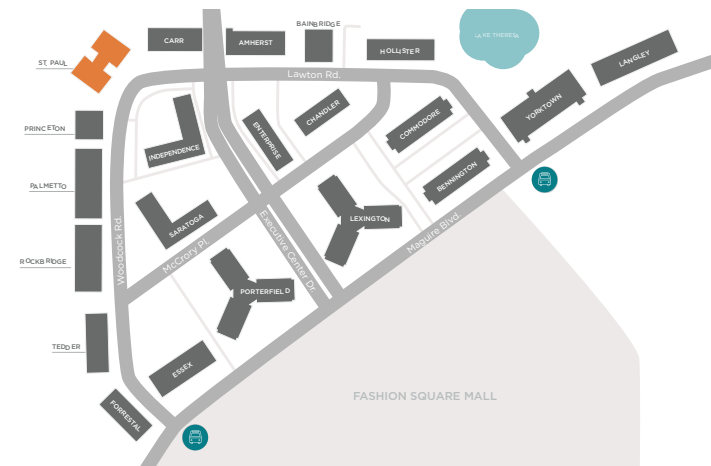 BAINBRIDGE
CARR
AMHERST
HOLLISTER
LAKE THERESA
LANGLEY
ST. PAUL
Lawton Rd.
YORKTOWN
CHANDLER
COMMODORE
PRINCETON
ENTERPRISE
INDEPENDENCE
PALMETTO
BENNINGTON
SARATOGA
LEXINGTON
Woodcock Rd.
McCrory Pl.
Executive Center Dr.
Maguire Blvd.
ROCKBRIDGE
PORTERFIELD
TEDDER
ESSEX
FASHION SQUARE MALL
FORRESTAL